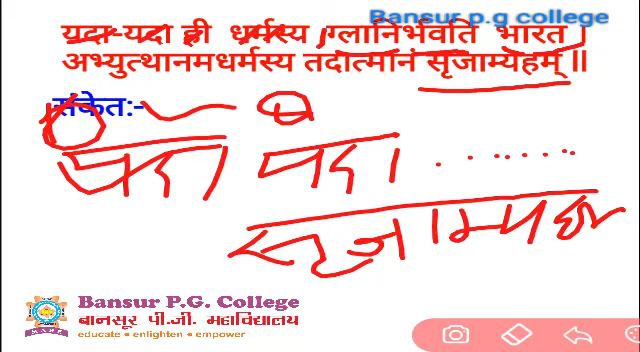 Bansur p.g college
यदा-यदा ही धर्मस्य ग्लानिर्भवति भारत ।
अभ्युत्थानमधर्मस्य तदात्मानं सृजाम्यहम् ॥
संकेत:-
यदा यदा ........
सृजाम्यहम
Bansur P.G. College
बानसूर पी.जी. महाविद्यालय
educate • enlighten • empower